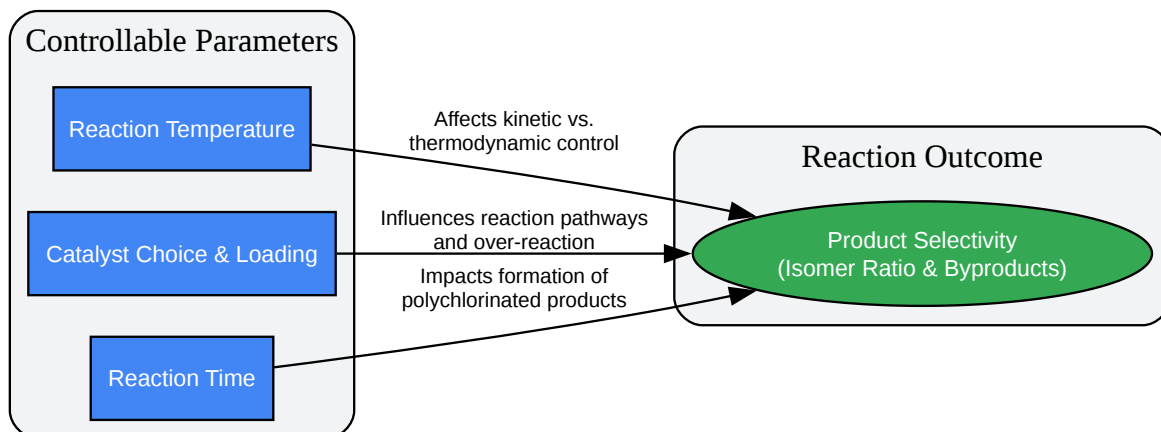 Controllable Parameters
Reaction Temperature
Catalyst Choice & Loading
Reaction Time
Affects kinetic vs.
thermodynamic control
Influences reaction pathways
and over-reaction
Impacts formation of
polychlorinated products
Reaction Outcome
Product Selectivity
(Isomer Ratio & Byproducts)